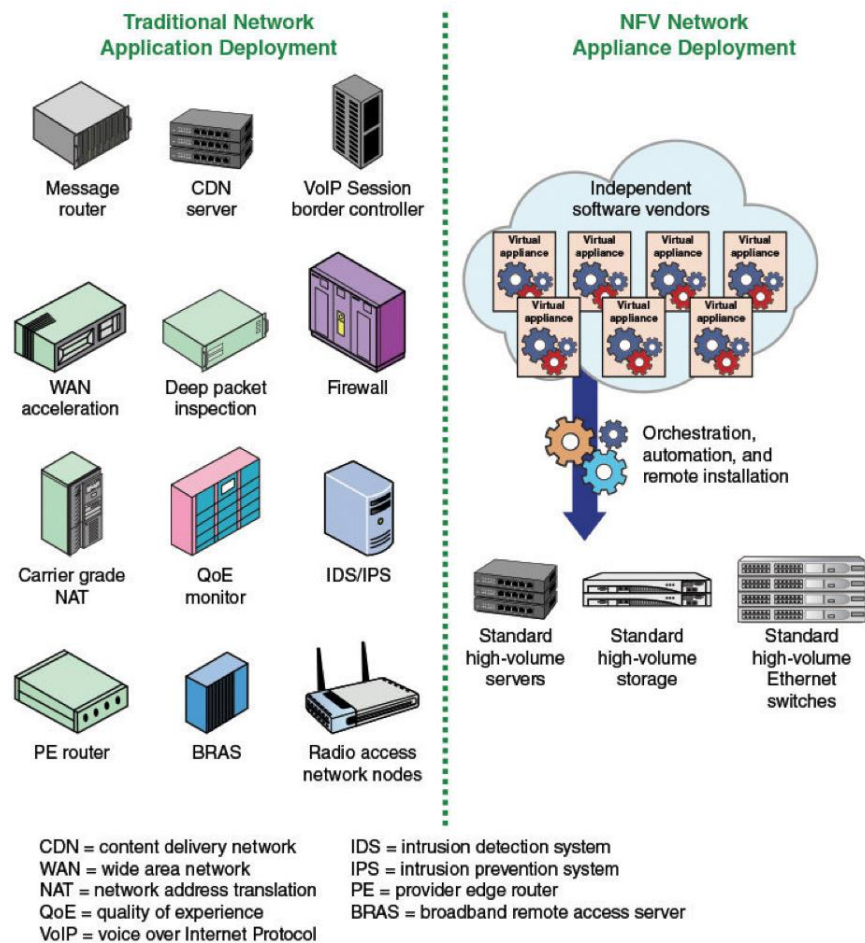 Traditional Network
Application Deployment
Message
router
CDN
server
VoIP Session
border controller
WAN
acceleration
Deep packet
inspection
Firewall
Carrier grade
NAT
QoE
monitor
IDS/IPS
PE router
BRAS
Radio access
network nodes
NFV Network
Appliance Deployment
Independent
software vendors
Virtual
appliance
Virtual
appliance
Virtual
appliance
Virtual
appliance
Virtual
appliance
Virtual
appliance
Virtual
appliance
Orchestration,
automation, and
remote installation
Standard
high-volume
servers
Standard
high-volume
storage
Standard
high-volume
Ethernet
switches
CDN = content delivery network
WAN = wide area network
NAT = network address translation
QoE = quality of experience
VoIP = voice over Internet Protocol
IDS = intrusion detection system
IPS = intrusion prevention system
PE = provider edge router
BRAS = broadband remote access server